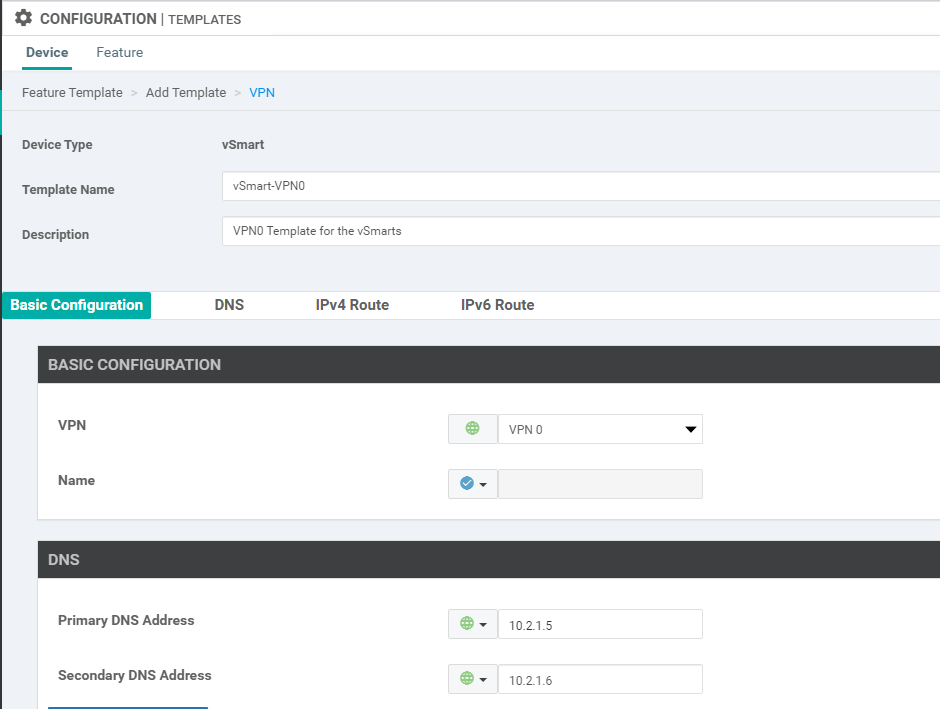 CONFIGURATION | TEMPLATES
Device Feature
Feature Template > Add Template > VPN
Device Type vSmart
Template Name vSmart-VPN0
Description VPN0 Template for the vSmarts
Basic Configuration DNS IPv4 Route IPv6 Route
BASIC CONFIGURATION
VPN VPN 0
Name
DNS
Primary DNS Address 10.2.1.5
Secondary DNS Address 10.2.1.6